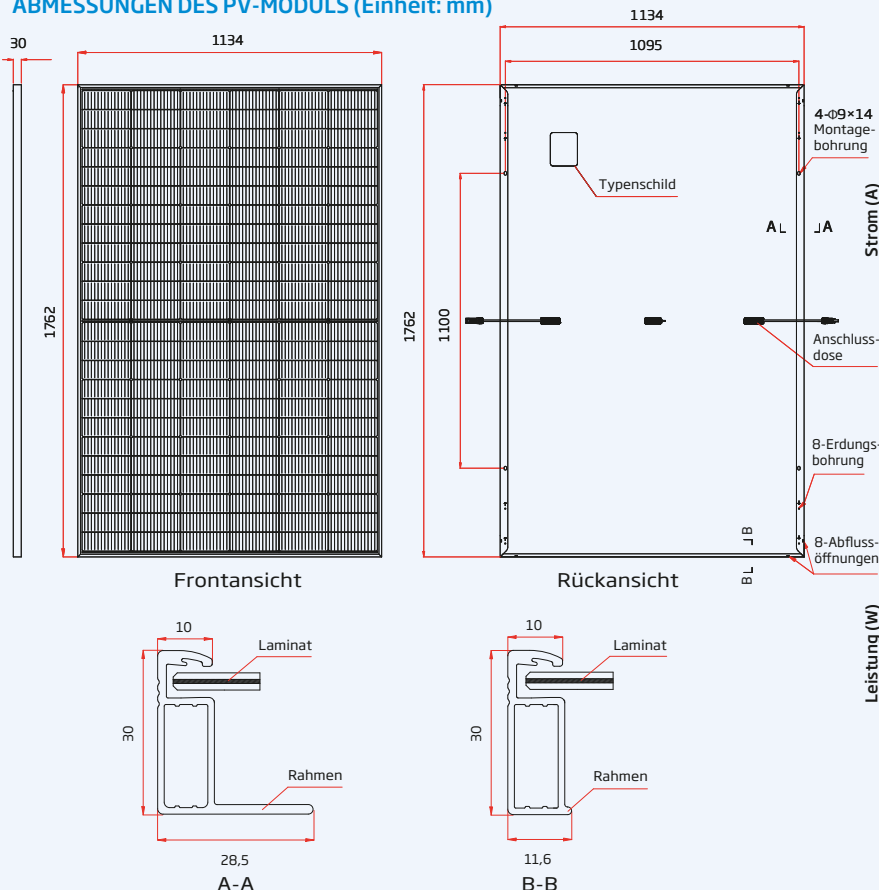 ABMESSUNGEN DES PV-MODULS (Einheit: mm)
30
1134
1762
Frontansicht
1134
1095
1762
1100
4-Φ9×14
Montage-
bohrung
Typenschild
A
A
Anschluss-
dose
8-Erdungs-
bohrung
8-Abfluss-
öffnungen
B
B
Rückansicht
Strom (A)
Leistung (W)
10
Laminat
30
Rahmen
28,5
A-A
10
Laminat
30
Rahmen
11,6
B-B